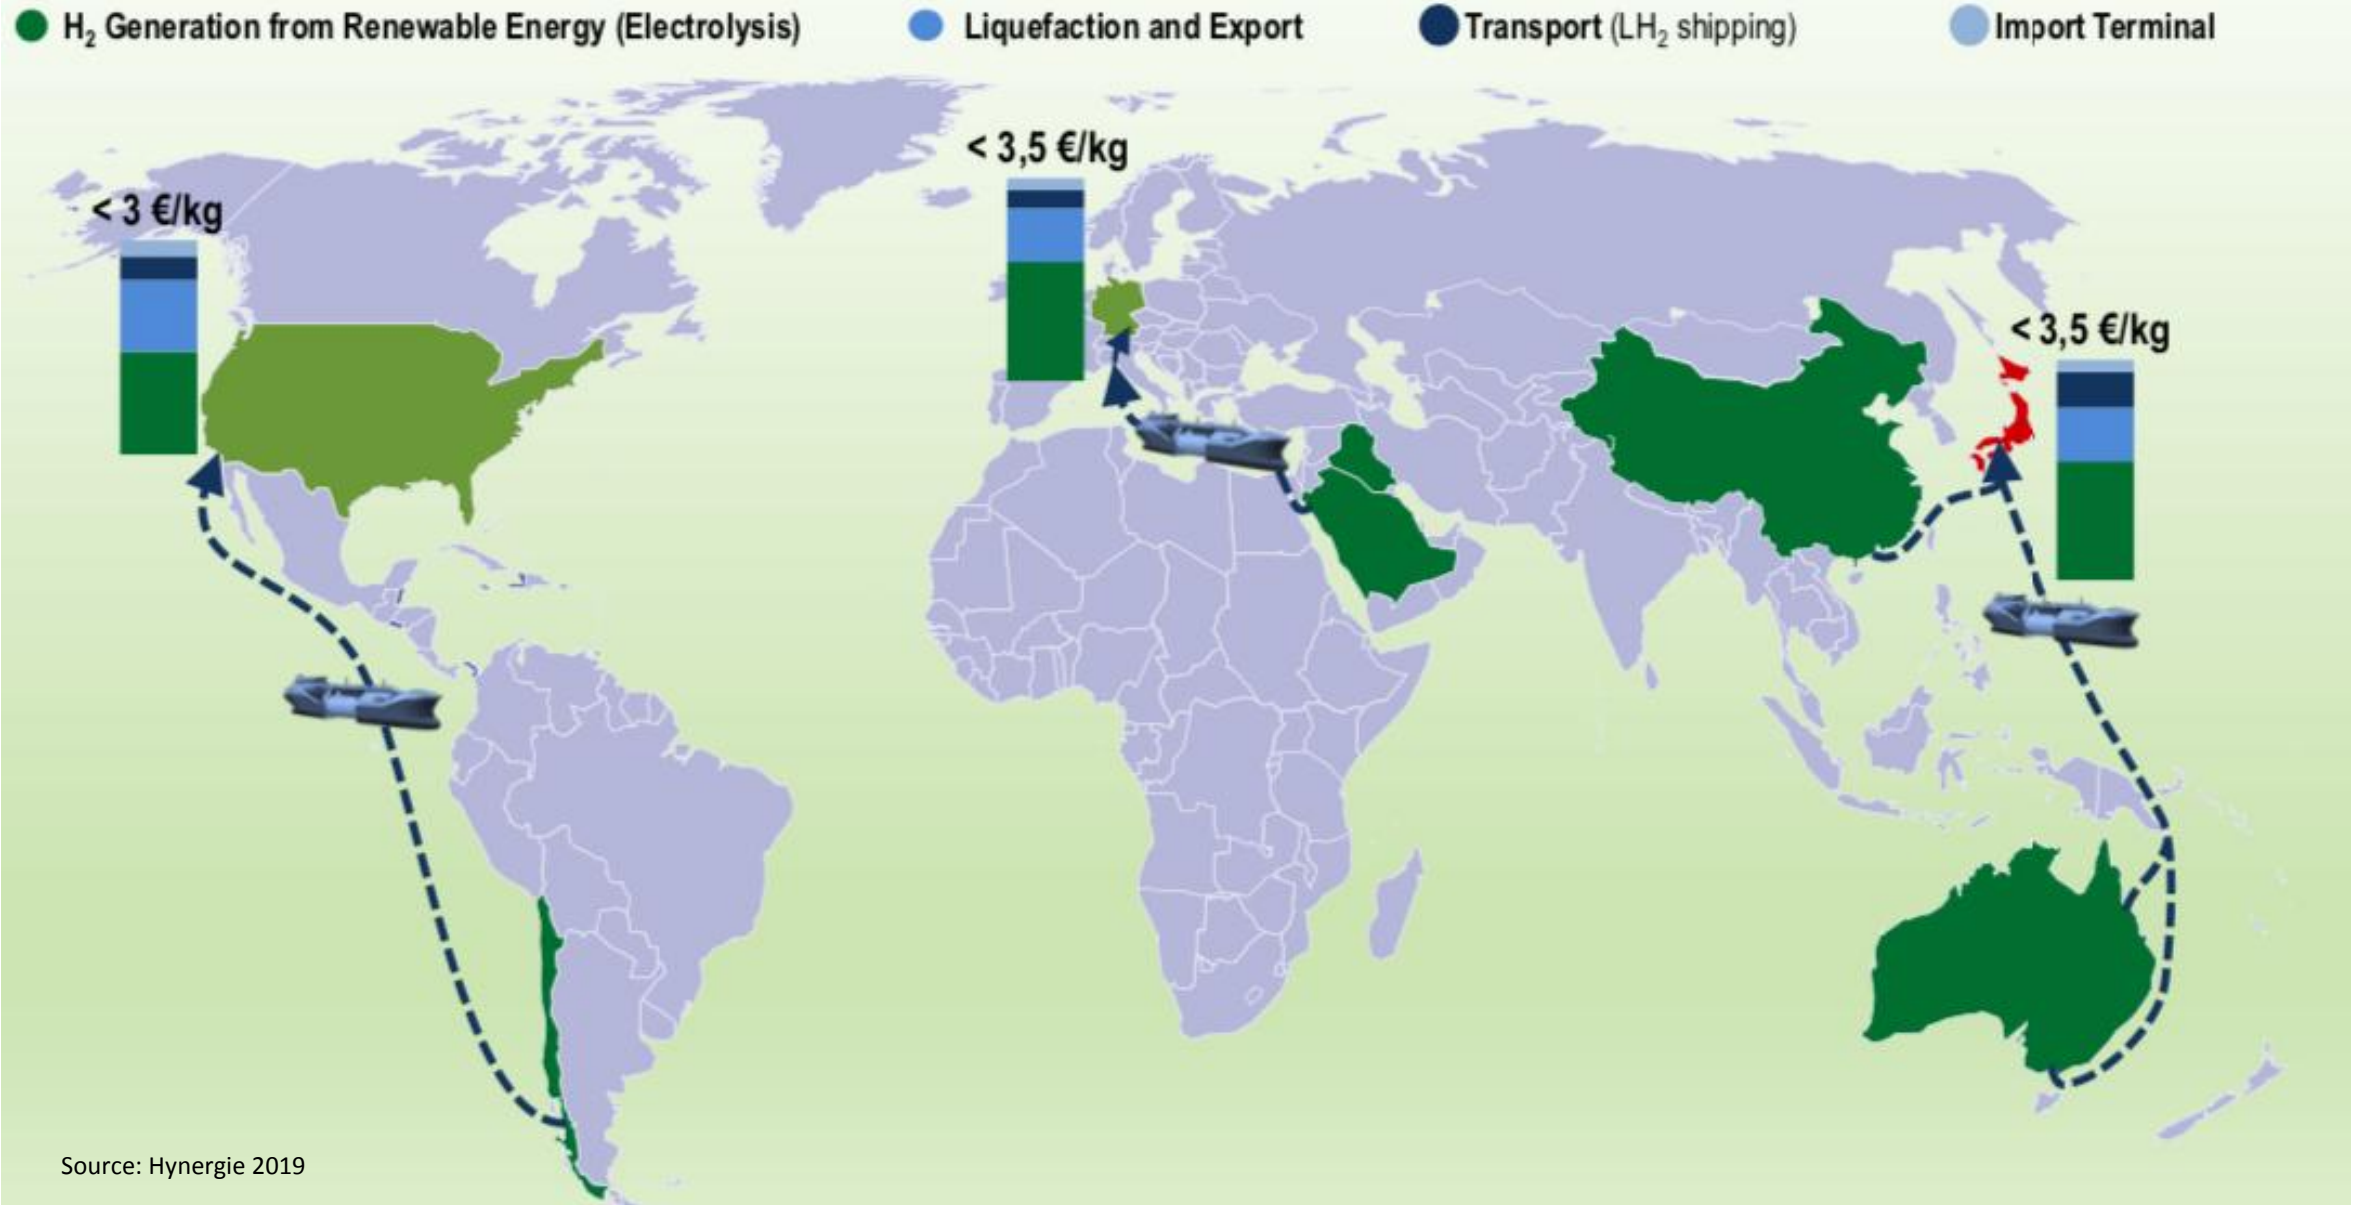 H₂ Generation from Renewable Energy (Electrolysis)
Liquefaction and Export
Transport (LH₂ shipping)
Import Terminal
< 3,5 €/kg
< 3 €/kg
< 3,5 €/kg
Source: Hynergie 2019